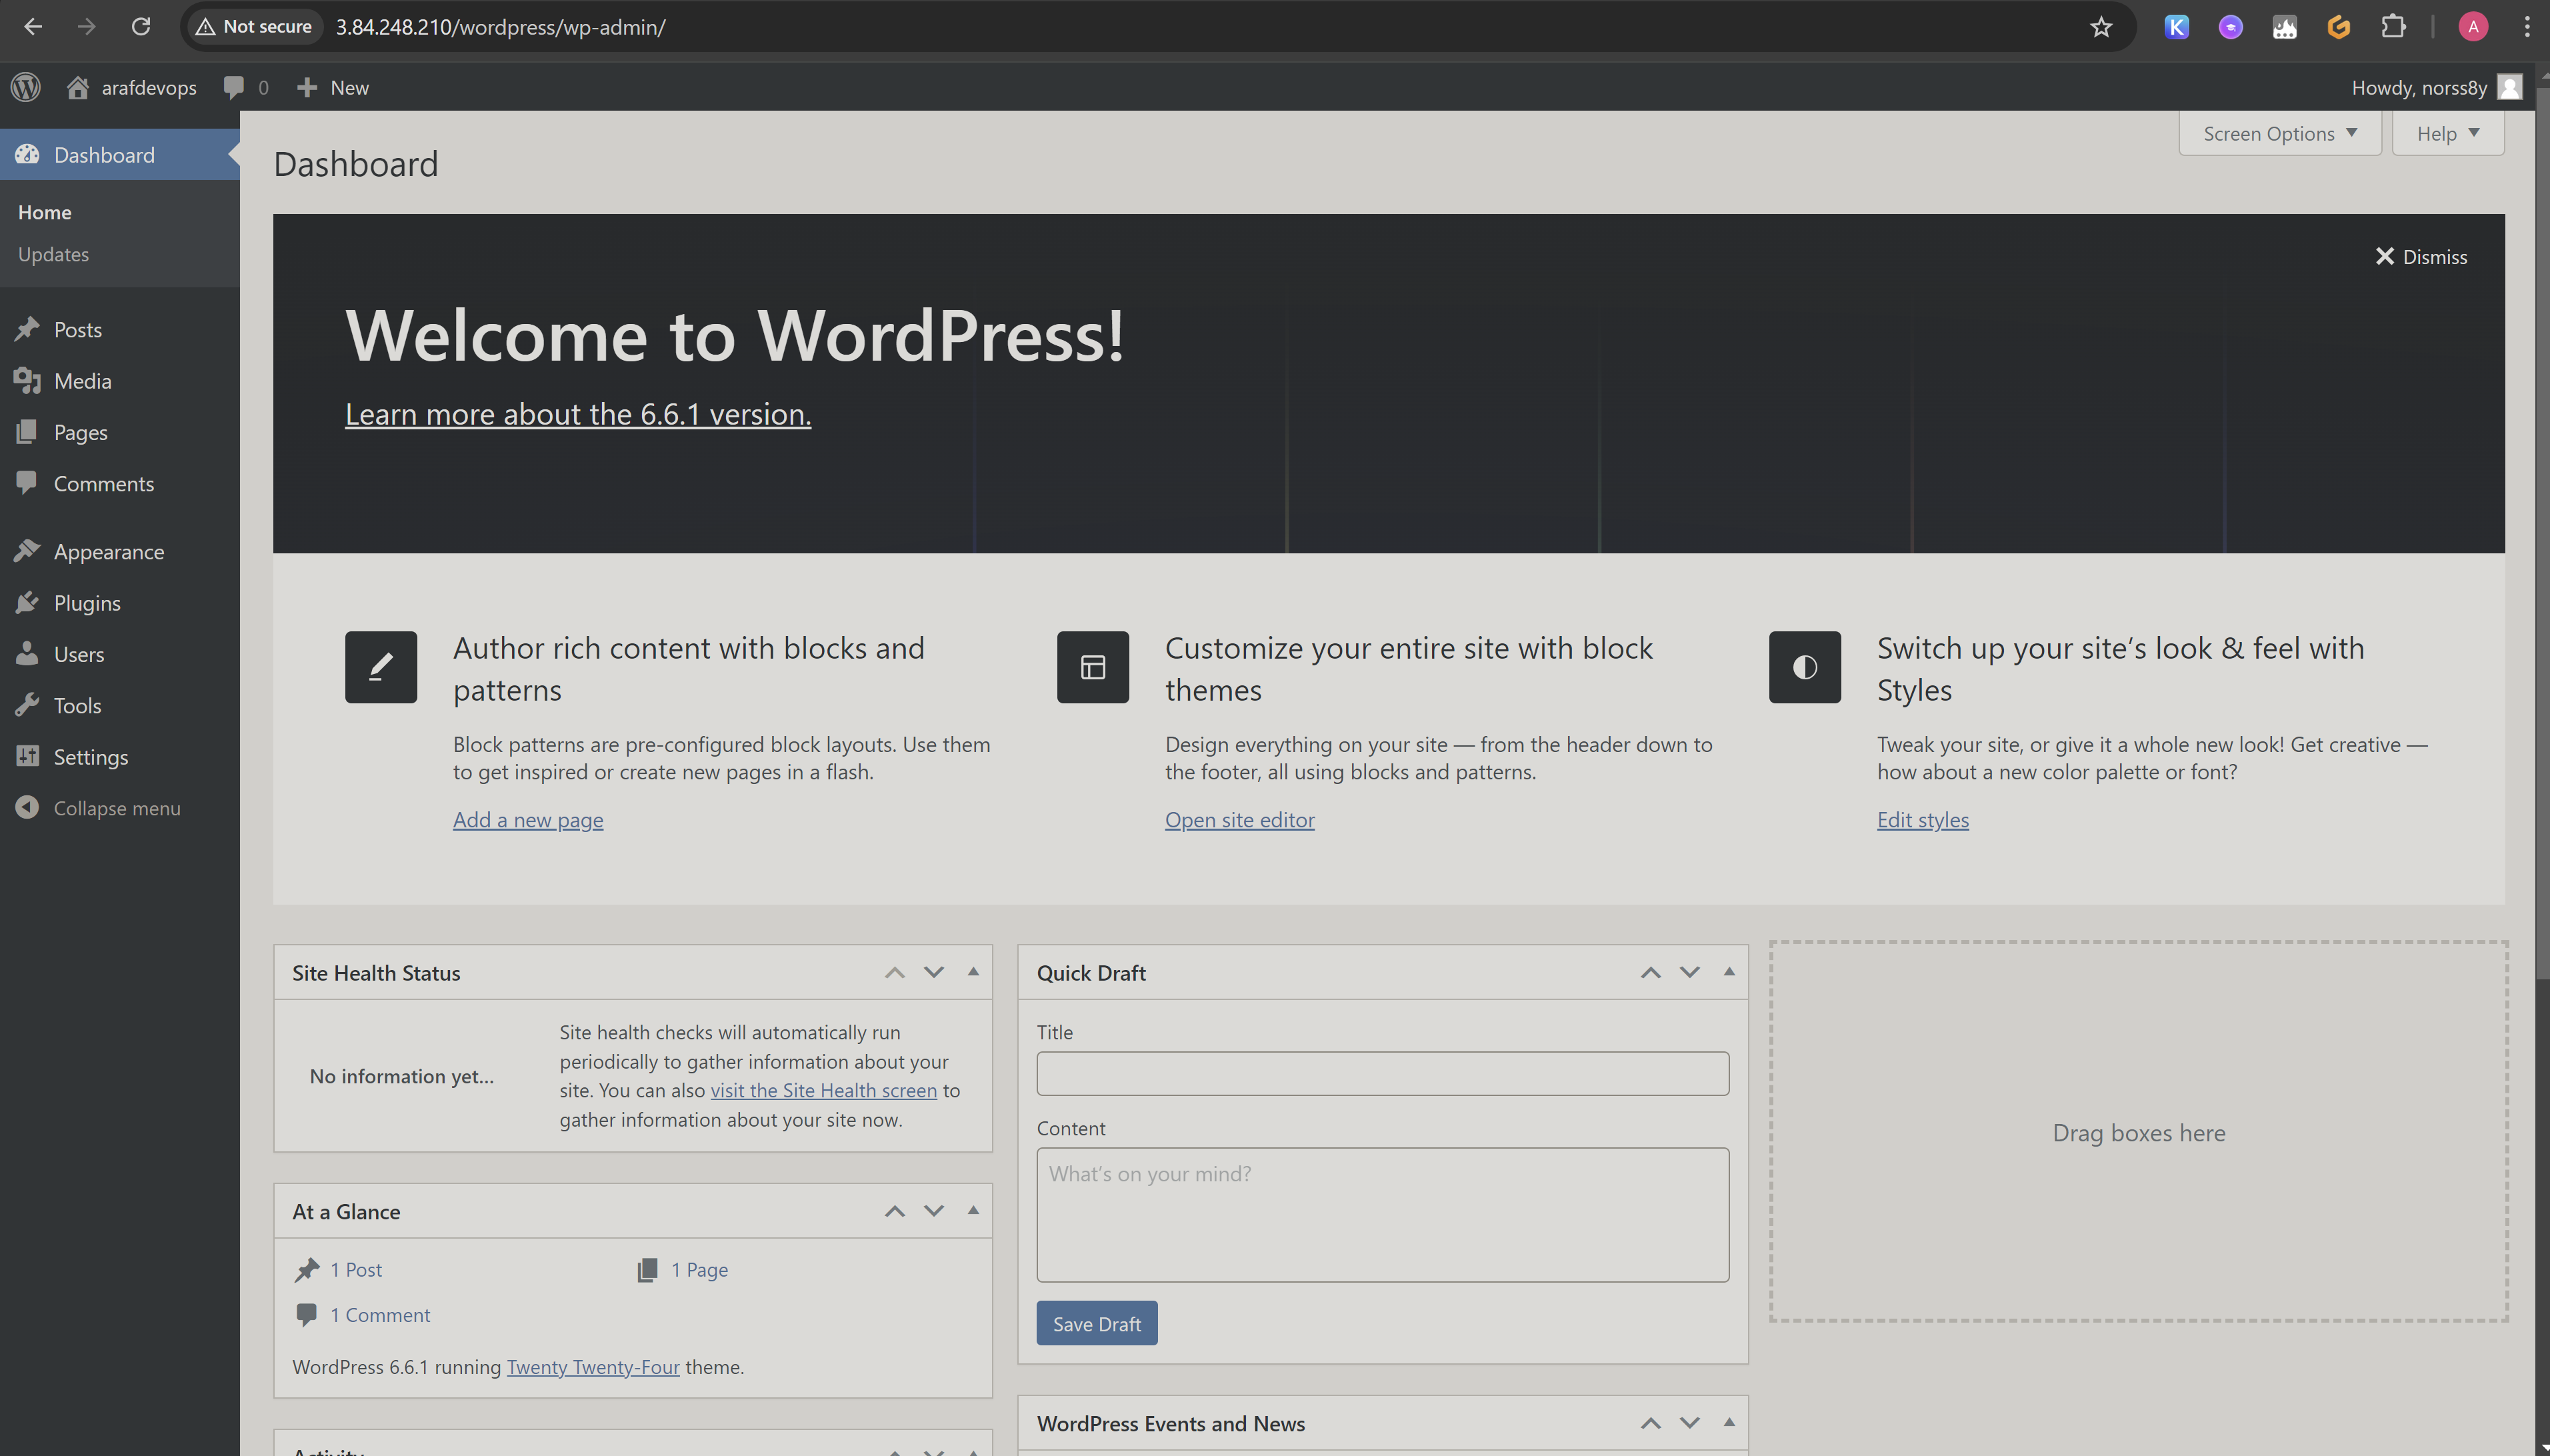 Not secure
3.84.248.210/wordpress/wp-admin/
K
A
arafdevops
0
New
Howdy, norss8y
Dashboard
Home
Updates
Posts
Media
Pages
Comments
Appearance
Plugins
Users
Tools
Settings
Collapse menu
Dashboard
Screen Options
Help
Dismiss
Welcome to WordPress!
Learn more about the 6.6.1 version.
Author rich content with blocks and
patterns
Block patterns are pre-configured block layouts. Use them
to get inspired or create new pages in a flash.
Add a new page
Customize your entire site with block
themes
Design everything on your site — from the header down to
the footer, all using blocks and patterns.
Open site editor
Switch up your site’s look & feel with
Styles
Tweak your site, or give it a whole new look! Get creative —
how about a new color palette or font?
Edit styles
Site Health Status
No information yet…
Site health checks will automatically run
periodically to gather information about your
site. You can also visit the Site Health screen to
gather information about your site now.
At a Glance
1 Post
1 Page
1 Comment
WordPress 6.6.1 running Twenty Twenty-Four theme.
Activity
Quick Draft
Title
Content
What’s on your mind?
Save Draft
WordPress Events and News
Drag boxes here